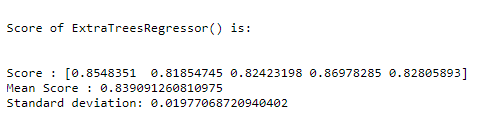 Score of ExtraTreesRegressor() is:
Score : [0.8548351  0.81854745 0.82423198 0.86978285 0.82805893]
Mean Score : 0.839091260810975
Standard deviation: 0.01977068720940402